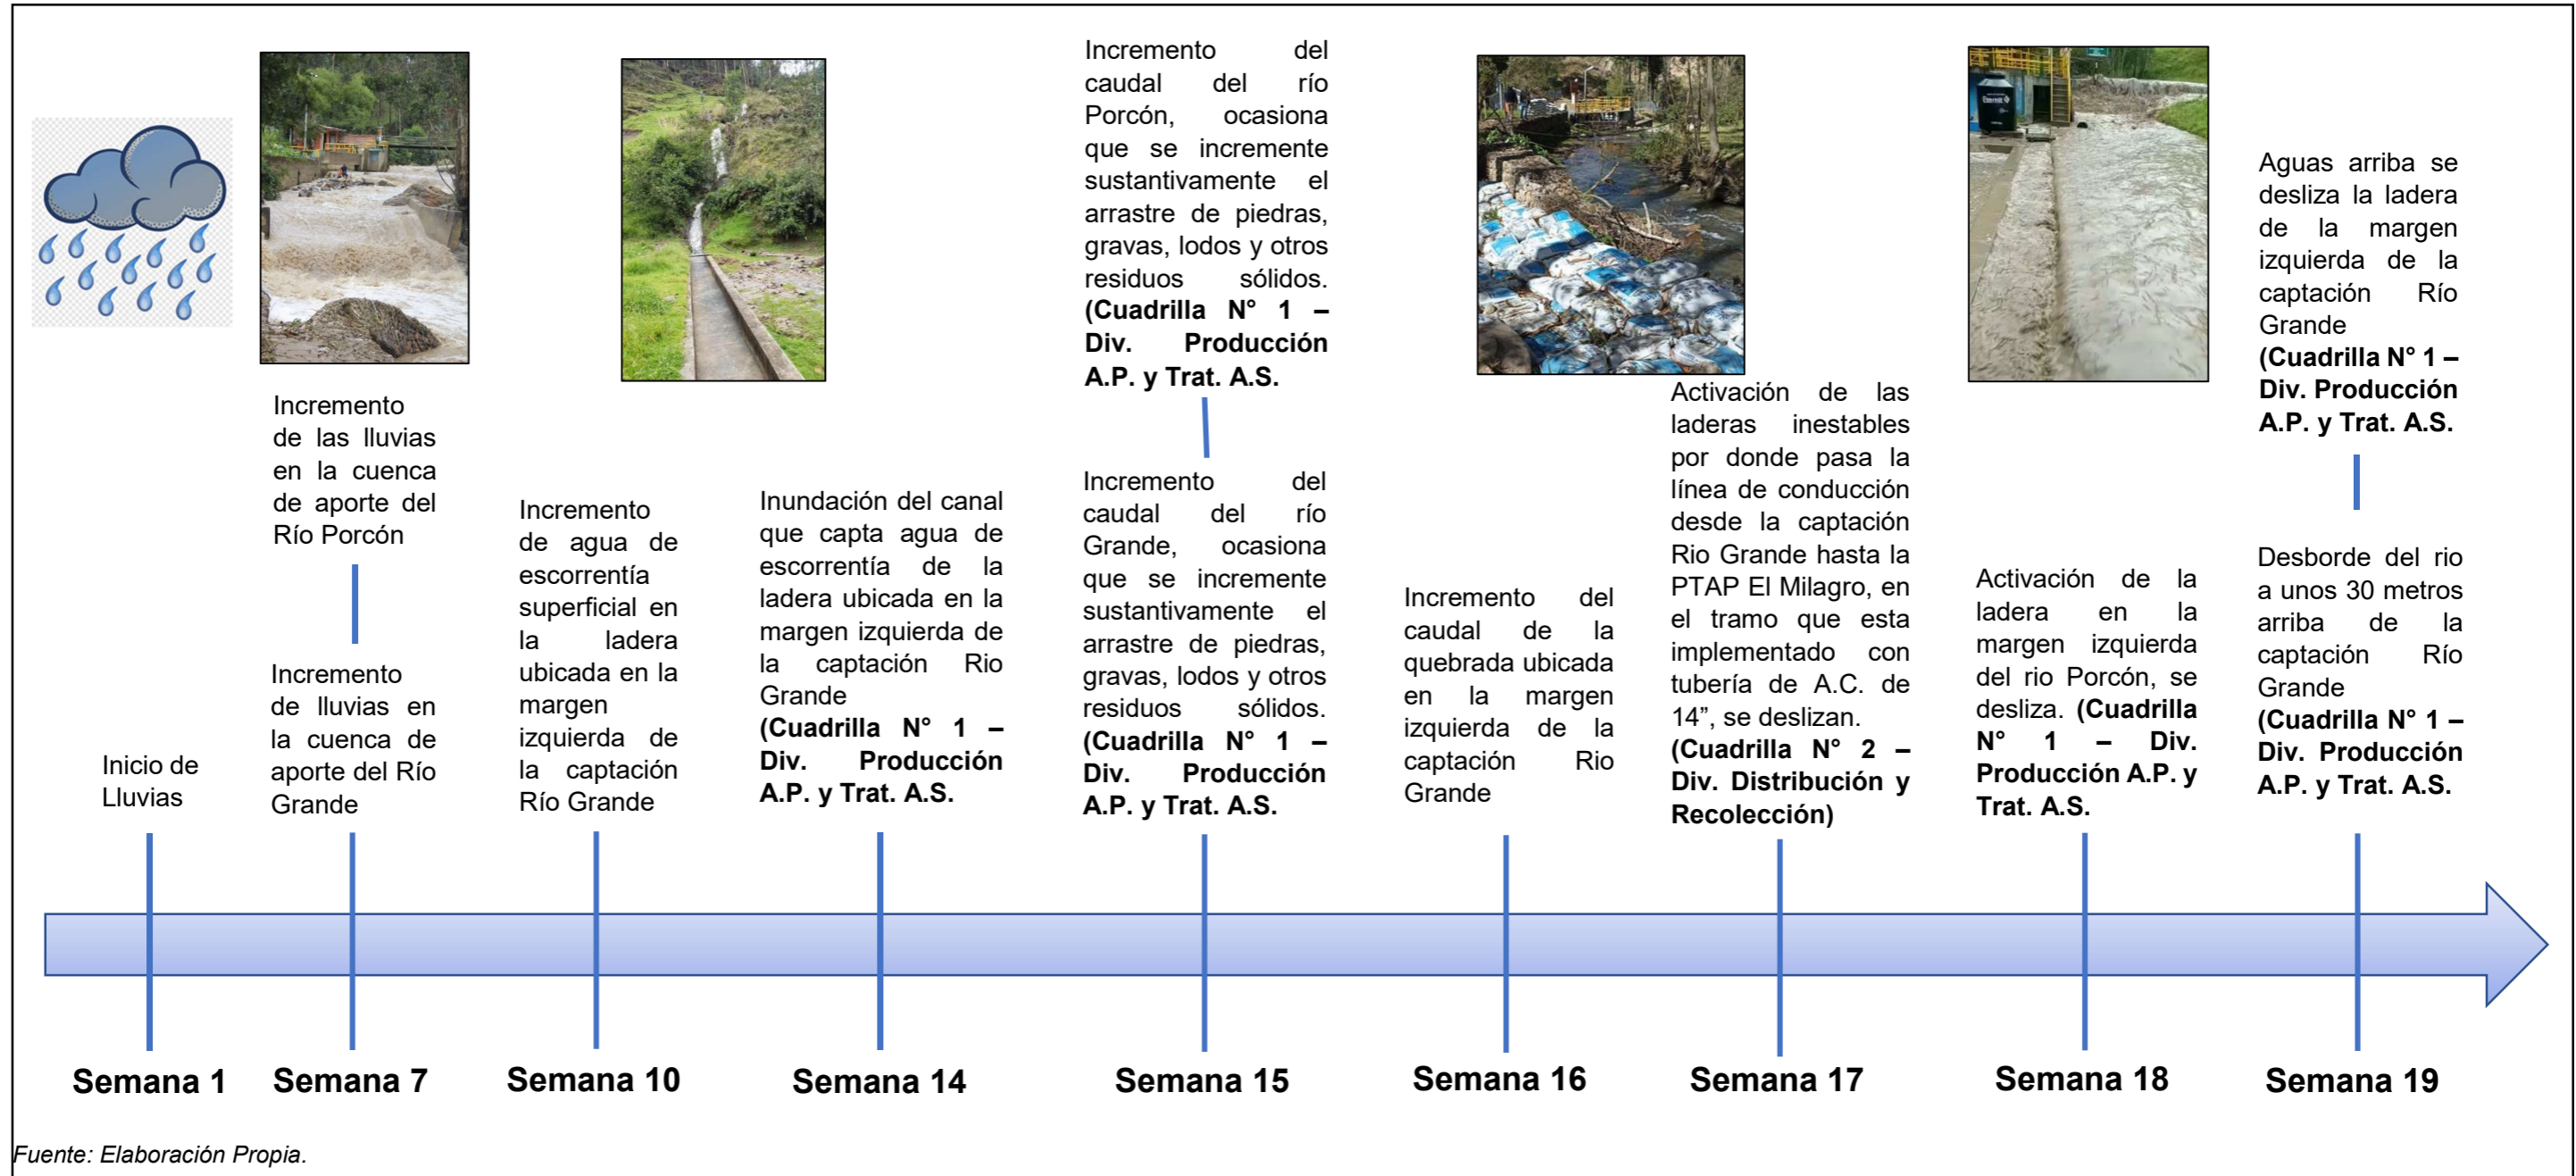 Inicio de
Lluvias
Incremento
de las lluvias
en la cuenca
de aporte del
Río Porcón
Incremento
de lluvias en
la cuenca de
aporte del Río
Grande
Incremento
de agua de
escorrentía
superficial en
la ladera
ubicada en la
margen
izquierda de
la captación
Río Grande
Inundación del canal
que capta agua de
escorrentía de la
ladera ubicada en la
margen izquierda de
la captación Rio
Grande
(Cuadrilla N° 1 –
Div. Producción
A.P. y Trat. A.S.
Incremento del
caudal del río
Porcón, ocasiona
que se incremente
sustantivamente el
arrastre de piedras,
gravas, lodos y otros
residuos sólidos.
(Cuadrilla N° 1 –
Div. Producción
A.P. y Trat. A.S.
Incremento del
caudal del río
Grande, ocasiona
que se incremente
sustantivamente el
arrastre de piedras,
gravas, lodos y otros
residuos sólidos.
(Cuadrilla N° 1 –
Div. Producción
A.P. y Trat. A.S.
Incremento del
caudal de la
quebrada ubicada
en la margen
izquierda de la
captación Rio
Grande
Activación de las
laderas inestables
por donde pasa la
línea de conducción
desde la captación
Rio Grande hasta la
PTAP El Milagro, en
el tramo que esta
implementado con
tubería de A.C. de
14”, se deslizan.
(Cuadrilla N° 2 –
Div. Distribución y
Recolección)
Eternit
Activación de la
ladera en la
margen izquierda
del rio Porcón, se
desliza. (Cuadrilla
N° 1 – Div.
Producción A.P. y
Trat. A.S.
Aguas arriba se
desliza la ladera
de la margen
izquierda de la
captación Río
Grande
(Cuadrilla N° 1 –
Div. Producción
A.P. y Trat. A.S.
Desborde del rio
a unos 30 metros
arriba de la
captación Río
Grande
(Cuadrilla N° 1 –
Div. Producción
A.P. y Trat. A.S.
Semana 1
Semana 7
Semana 10
Semana 14
Semana 15
Semana 16
Semana 17
Semana 18
Semana 19
Fuente: Elaboración Propia.